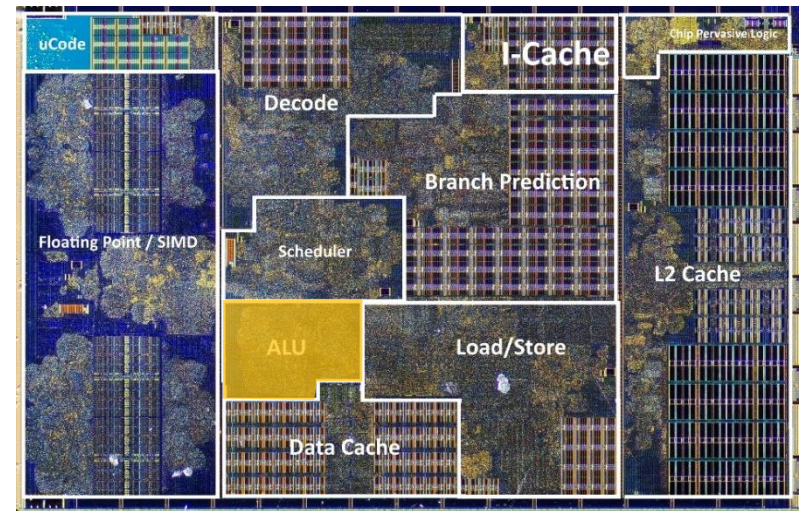 uCode
I-Cache
Chip Pervasive Logic
Decode
Branch Prediction
Floating Point / SIMD
Scheduler
L2 Cache
ALU
Load/Store
Data Cache